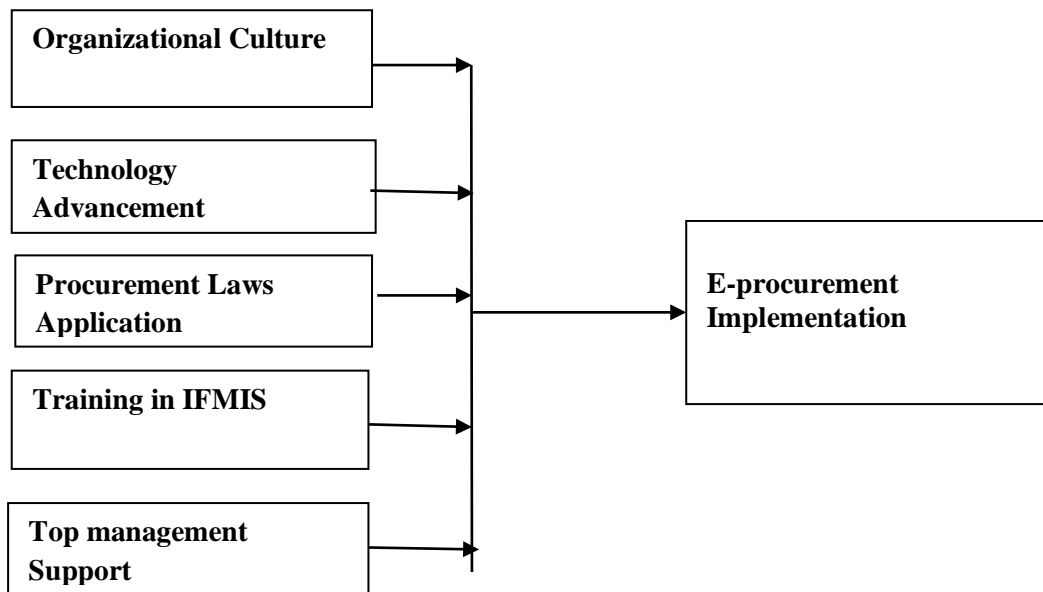 Organizational Culture
Technology
Advancement
Procurement Laws
Application
Training in IFMIS
Top management
Support
E-procurement
Implementation